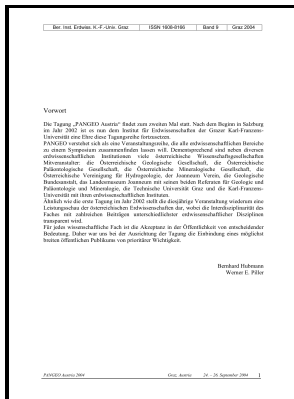 Ber. Inst. Erdwiss. K.-F.-Univ. Graz ISSN 1608-8166 Band 9 Graz 2004
Vorwort
Die Tagung „PANGEO Austria“ findet zum zweiten Mal statt. Nach dem Beginn in Salzburg
im Jahr 2002 ist es nun dem Institut für Erdwissenschaften der Grazer Karl-Franzens-
Universität eine Ehre diese Tagungsreihe fortzusetzen.
PANGEO versteht sich als eine Veranstaltungsreihe, die alle erdwissenschaftlichen Bereiche
zu einem Symposium zusammenfinden lassen will. Dementsprechend sind neben diversen
erdwissenschaftlichen Institutionen viele österreichische Wissenschaftsgesellschaften
Mitveranstalter: die Österreichische Geologische Gesellschaft, die Österreichische
Paläontologische Gesellschaft, die Österreichische Mineralogische Gesellschaft, die
Österreichische Vereinigung für Hydrogeologie, der Joanneum Verein, die Geologische
Bundesanstalt, das Landesmuseum Joanneum mit seinen beiden Referaten für Geologie und
Paläontologie und Mineralogie, die Technische Universität Graz und die Karl-Franzens-
Universität mit ihren erdwissenschaftlichen Instituten.
Ähnlich wie die erste Tagung im Jahr 2002 stellt die diesjährige Veranstaltung wiederum eine
Leistungsschau der österreichischen Erdwissenschaften dar, wobei die Interdisziplinarität des
Faches mit zahlreichen Beiträgen unterschiedlichster erdwissenschaftlicher Disziplinen
transparent wird.
Für jedes wissenschaftliche Fach ist die Akzeptanz in der Öffentlichkeit von entscheidender
Bedeutung. Daher war uns bei der Ausrichtung der Tagung die Einbindung eines möglichst
breiten öffentlichen Publikums von prioritärer Wichtigkeit.
Bernhard Hubmann
Werner E. Piller
PANGEO Austria 2004 Graz, Austria 24. – 26. September 2004 1